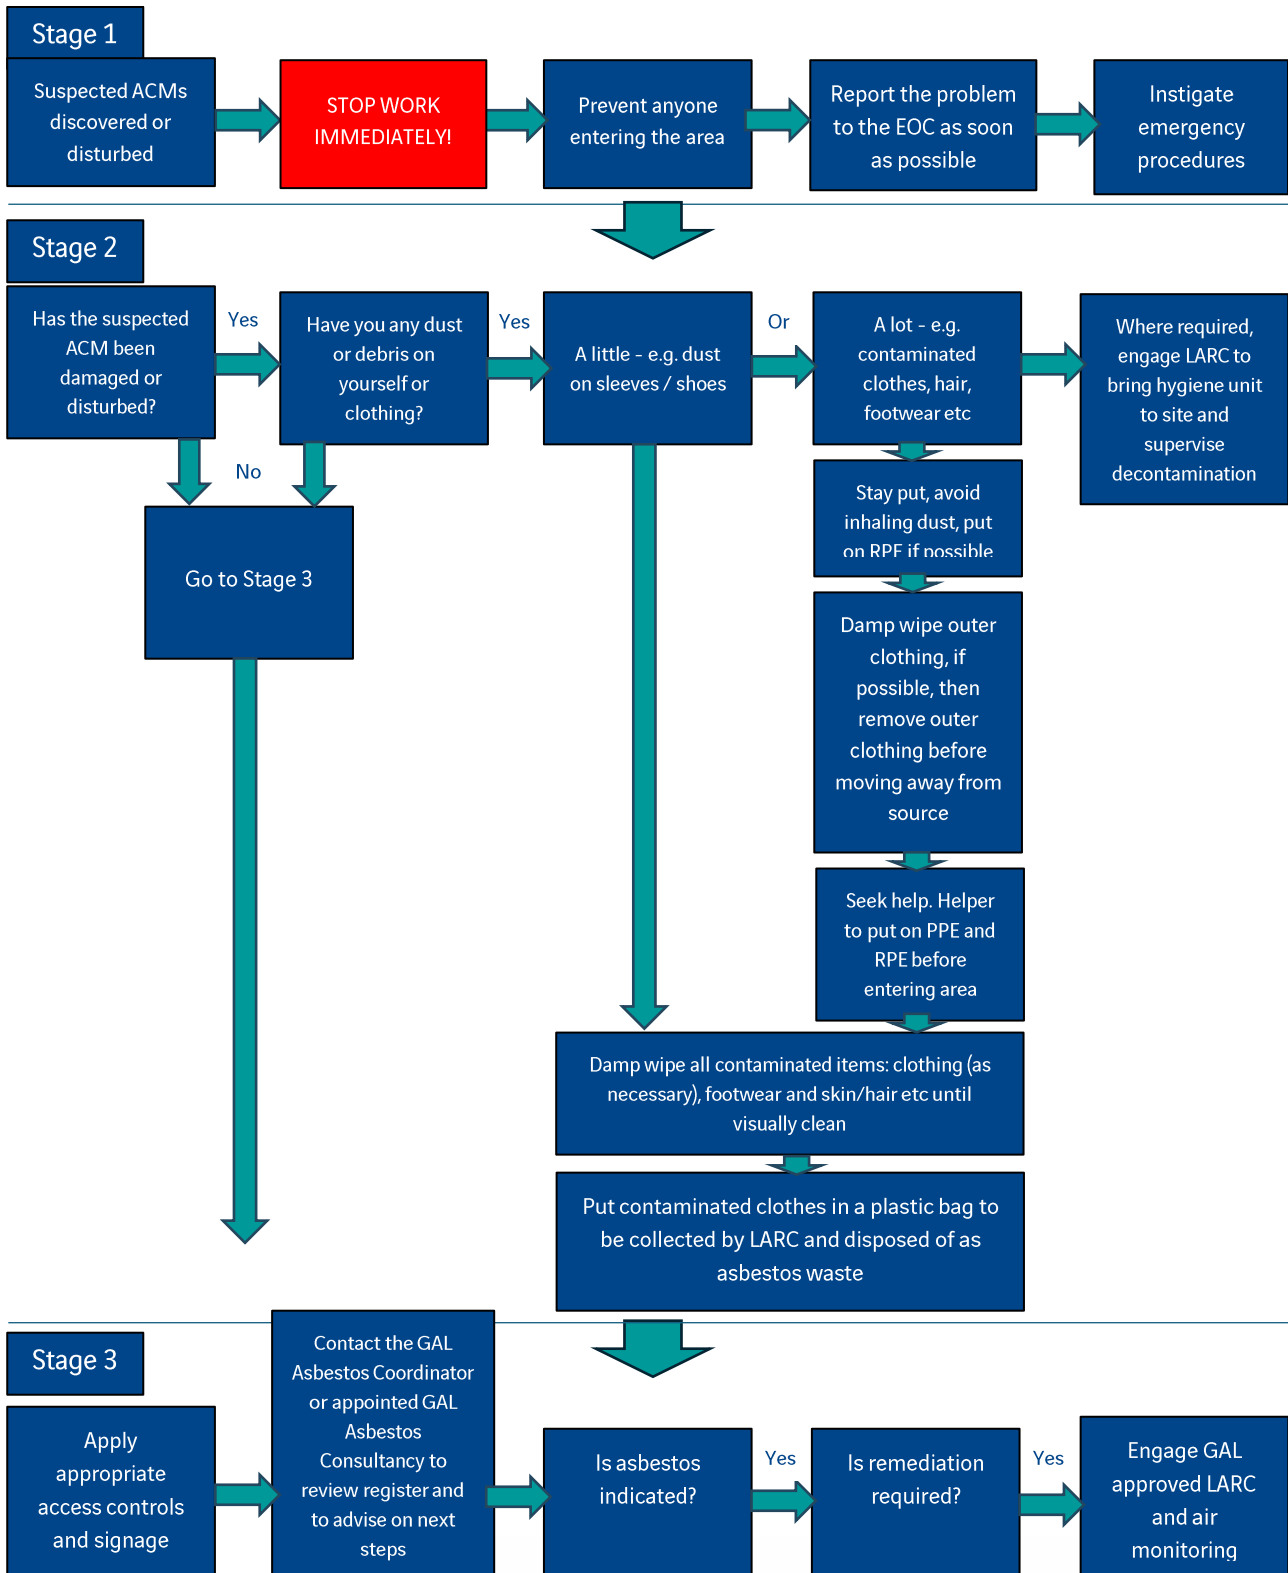 Stage 1
Suspected ACMs
discovered or
disturbed
STOP WORK
IMMEDIATELY!
Prevent anyone
entering the area
Report the problem
to the EOC as soon
as possible
Instigate
emergency
procedures
Stage 2
Has the suspected
ACM been
damaged or
disturbed?
Yes
Have you any dust
or debris on
yourself or
clothing?
Yes
A little - e.g. dust
on sleeves / shoes
Or
A lot - e.g.
contaminated
clothes, hair,
footwear etc
Where required,
engage LARC to
bring hygiene unit
to site and
supervise
decontamination
No
Go to Stage 3
Stay put, avoid
inhaling dust, put
on RPE if possible
Damp wipe outer
clothing, if
possible, then
remove outer
clothing before
moving away from
source
Seek help. Helper
to put on PPE and
RPE before
entering area
Damp wipe all contaminated items: clothing (as
necessary), footwear and skin/hair etc until
visually clean
Put contaminated clothes in a plastic bag to
be collected by LARC and disposed of as
asbestos waste
Stage 3
Apply
appropriate
access controls
and signage
Contact the GAL
Asbestos Coordinator
or appointed GAL
Asbestos
Consultancy to
review register and
to advise on next
steps
Is asbestos
indicated?
Yes
Is remediation
required?
Yes
Engage GAL
approved LARC
and air
monitoring